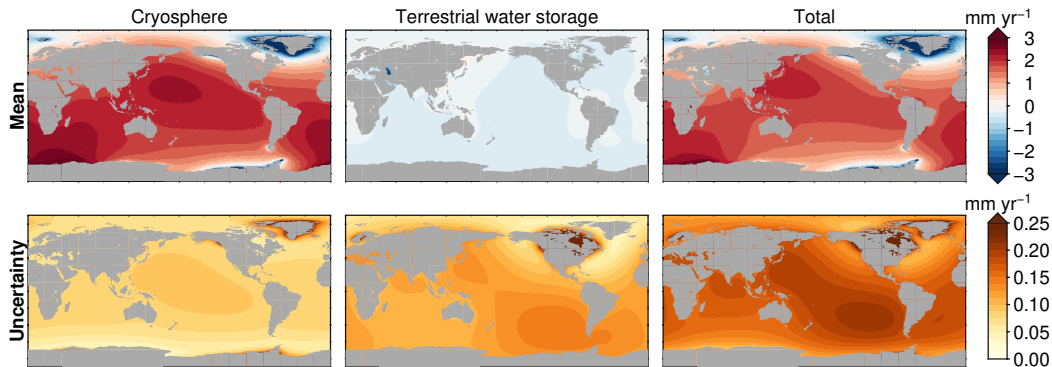 Cryosphere
Terrestrial water storage
Total
mm yr⁻¹
Mean
3
2
1
0
−1
−2
−3
mm yr⁻¹
Uncertainty
0.25
0.20
0.15
0.10
0.05
0.00